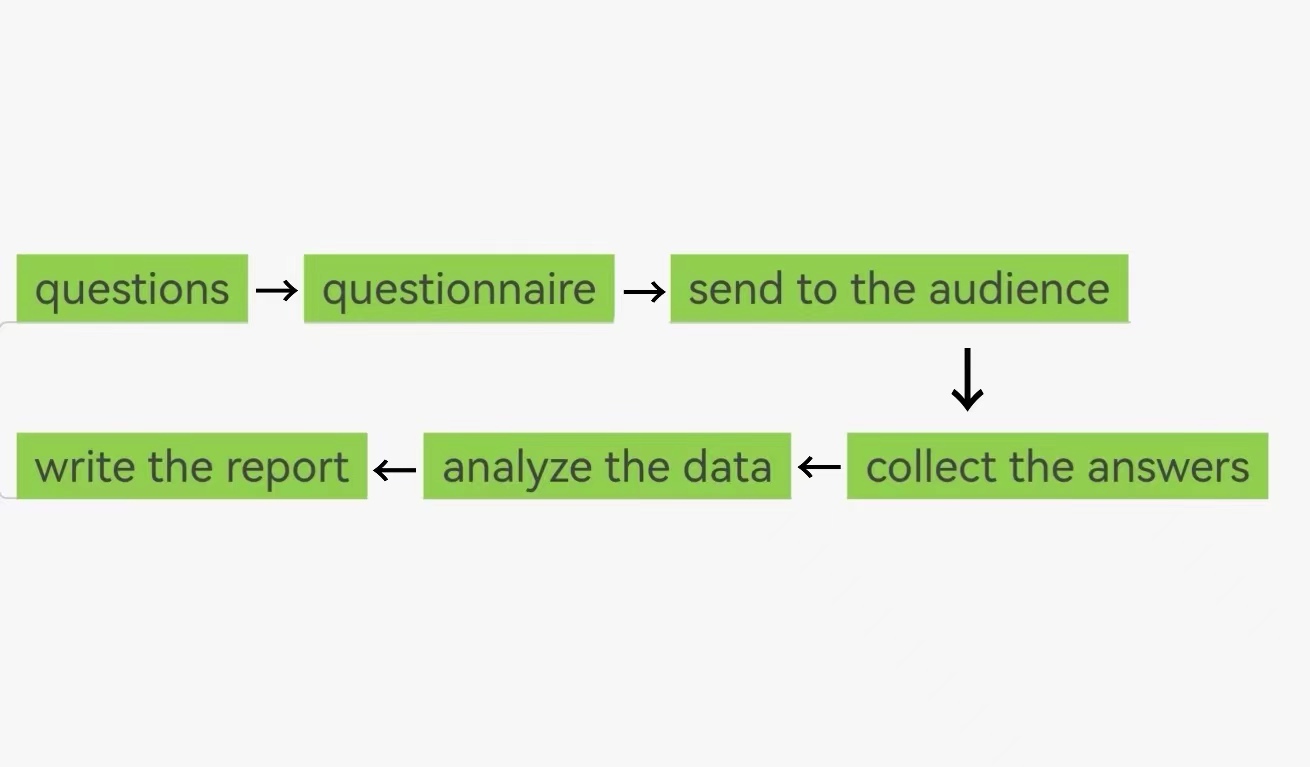 questions → questionnaire → send to the audience
↓
write the report ← analyze the data ← collect the answers